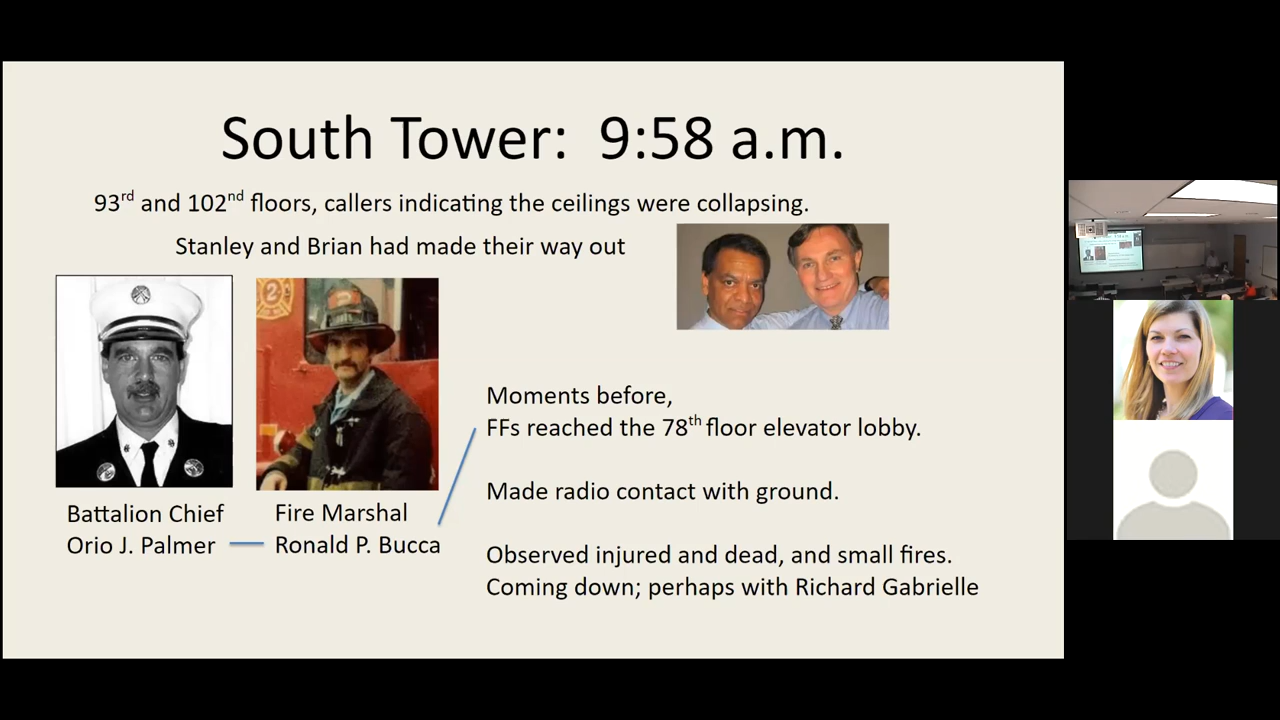 South Tower: 9:58 a.m.
93rd and 102nd floors, callers indicating the ceilings were collapsing.
Stanley and Brian had made their way out
2
Battalion Chief
Orio J. Palmer
Fire Marshal
Ronald P. Bucca
Moments before,
FFs reached the 78th floor elevator lobby.
Made radio contact with ground.
Observed injured and dead, and small fires.
Coming down; perhaps with Richard Gabrielle